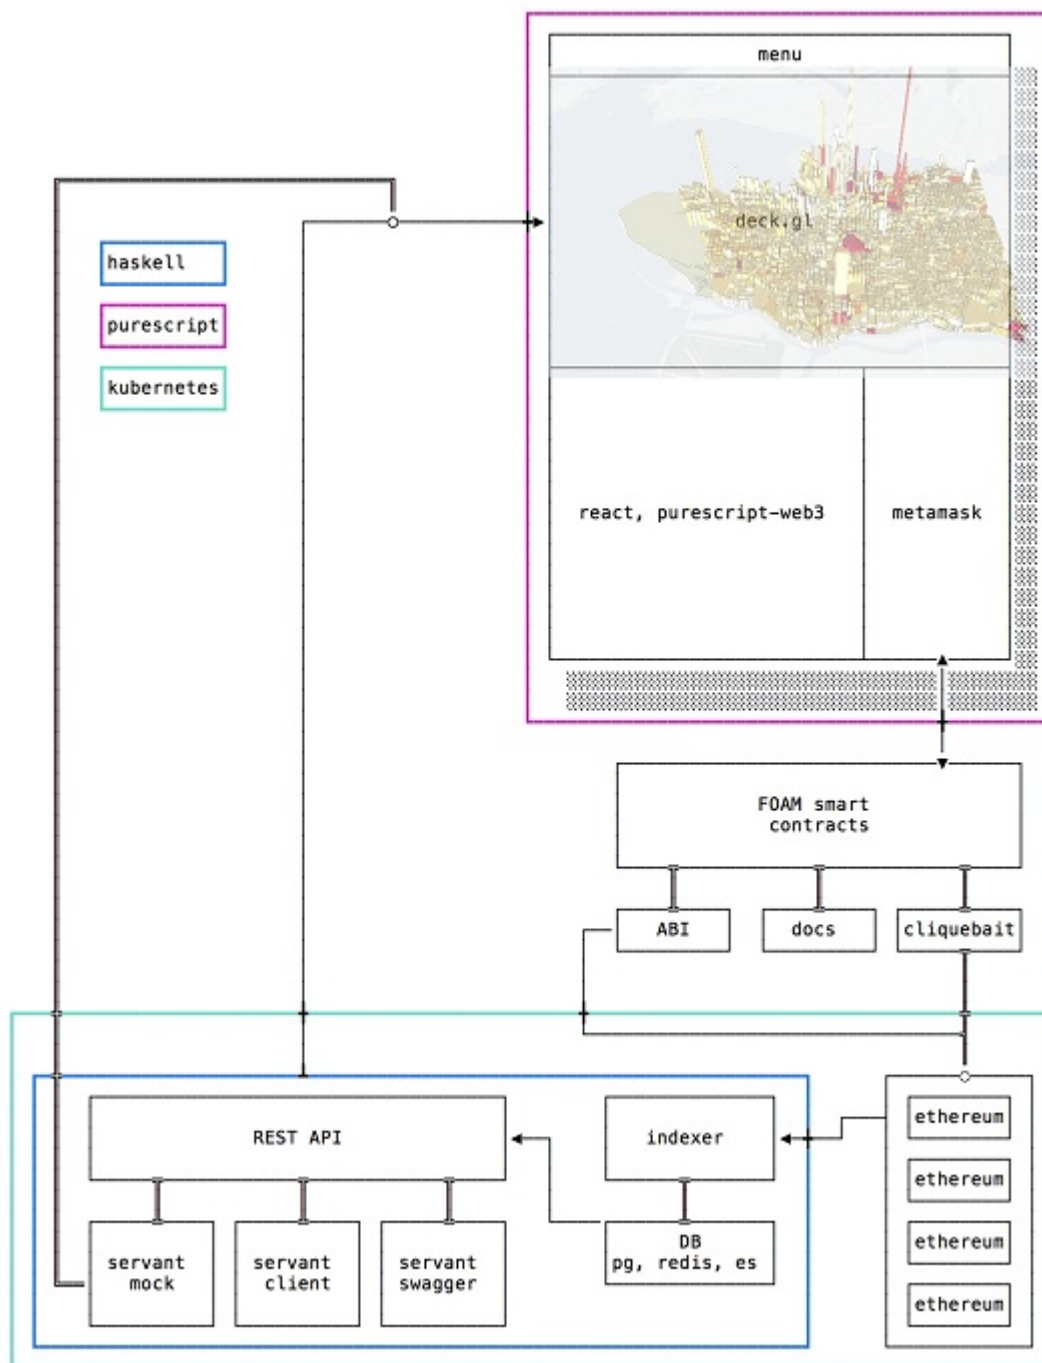 menu
deck.gl
haskell
purescript
kubernetes
react, purescript-web3
metamask
FOAM smart
contracts
ABI
docs
cliquebait
REST API
indexer
ethereum
ethereum
ethereum
ethereum
servant
mock
servant
client
servant
swagger
DB
pg, redis, es